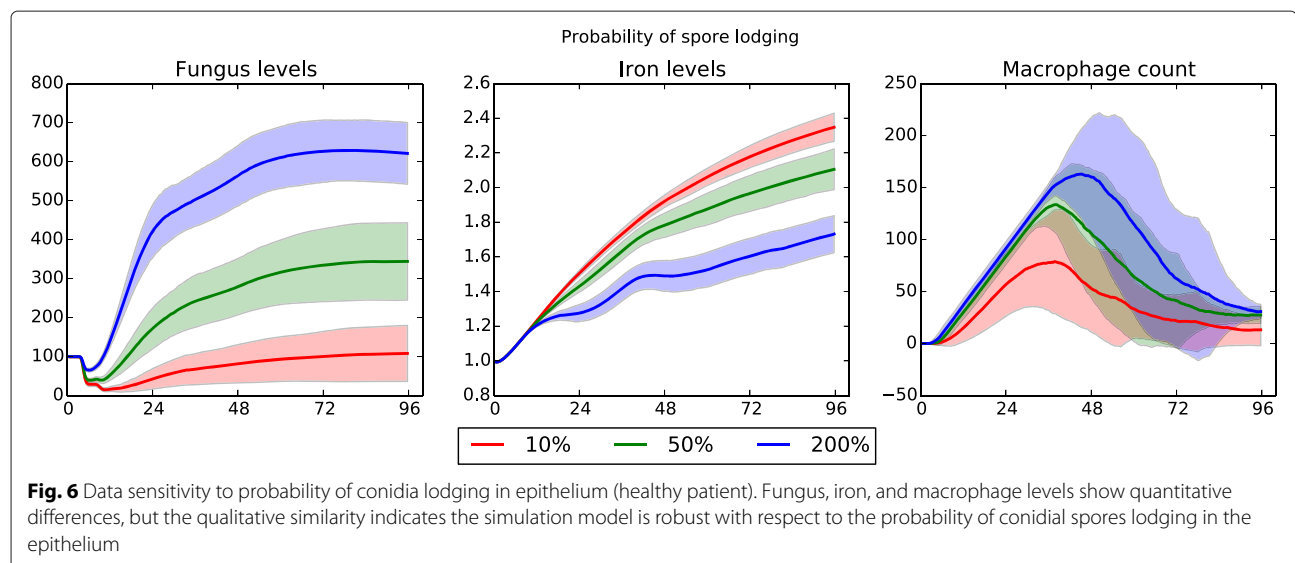 Probability of spore lodging
Fungus levels
Iron levels
Macrophage count
800
700
600
500
400
300
200
100
0
0 24 48 72 96
2.6
2.4
2.2
2.0
1.8
1.6
1.4
1.2
1.0
0.8
0 24 48 72 96
250
200
150
100
50
0
−50
0 24 48 72 96
10% 50% 200%
Fig. 6 Data sensitivity to probability of conidia lodging in epithelium (healthy patient). Fungus, iron, and macrophage levels show quantitative
differences, but the qualitative similarity indicates the simulation model is robust with respect to the probability of conidial spores lodging in the
epithelium